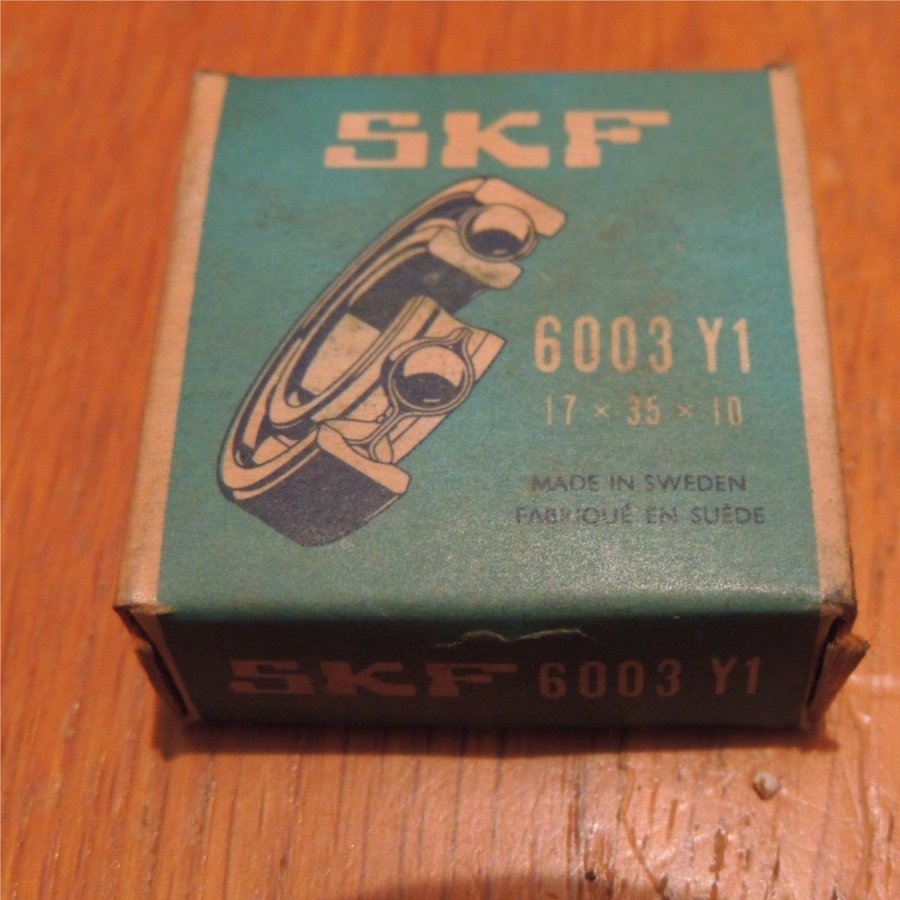 SKF
6003 Y1
17 × 35 × 10
MADE IN SWEDEN
FABRIQUÉ EN SUÈDE
SKF 6003 Y1